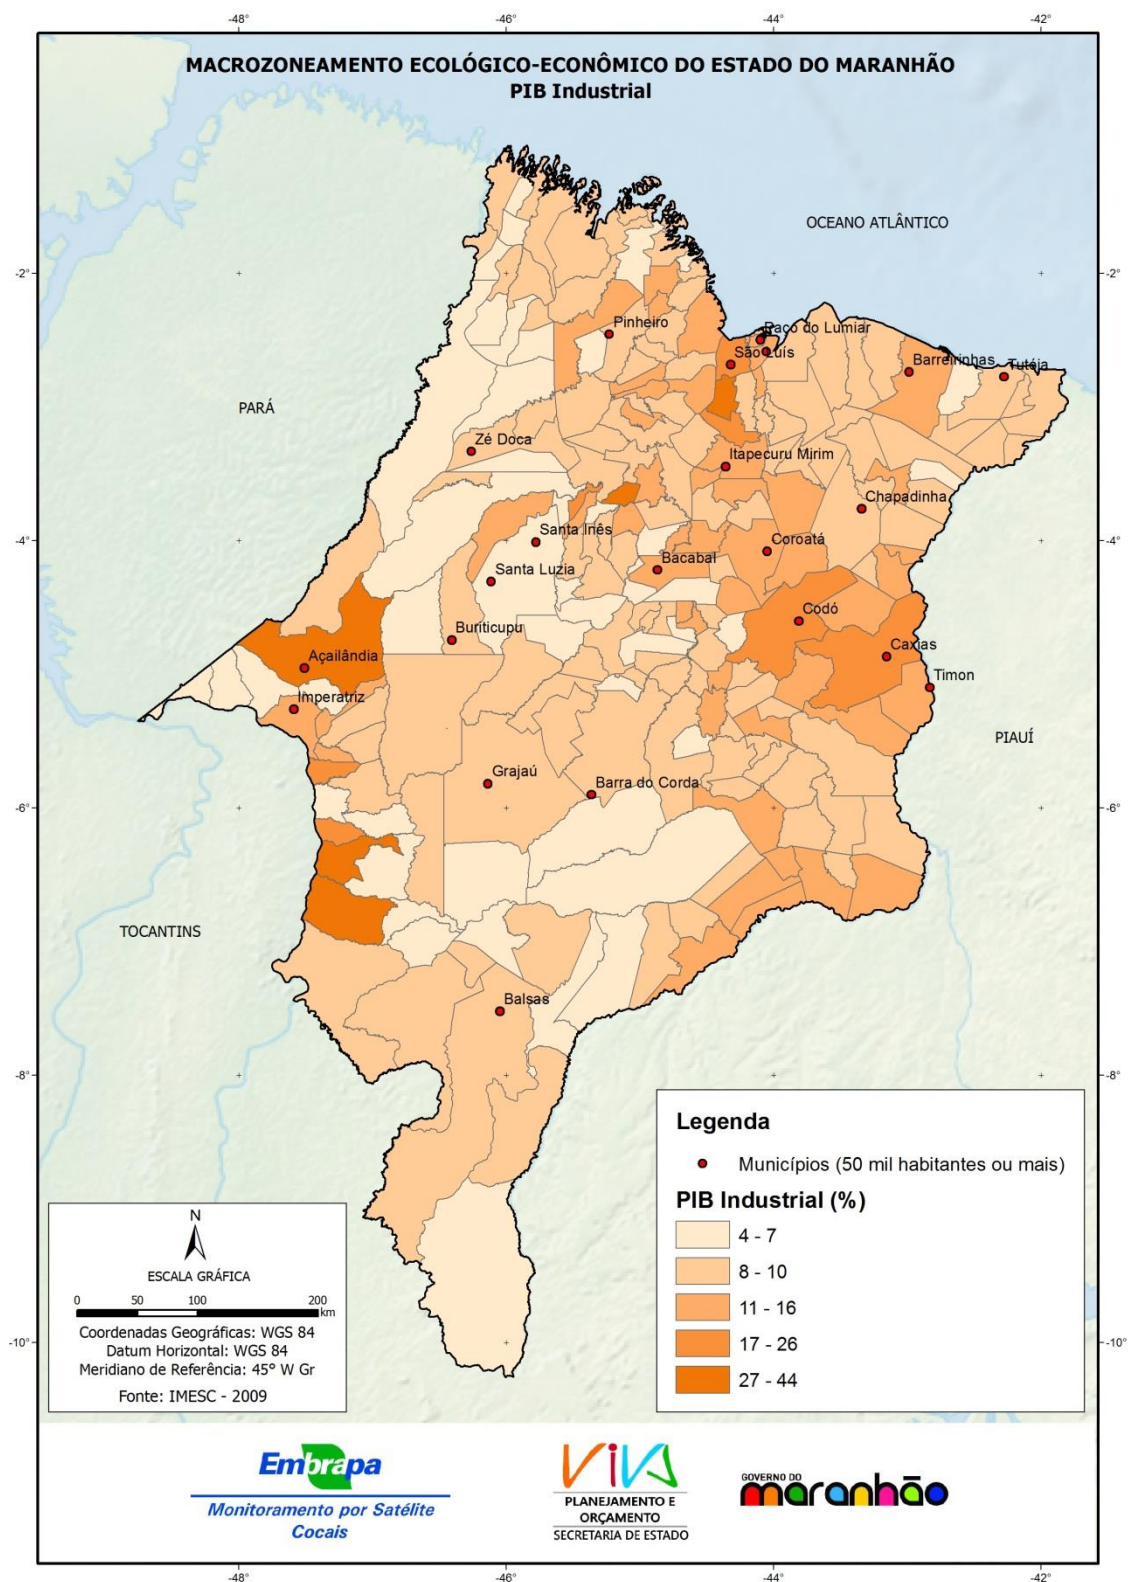 -48°
-46°
-44°
-42°
MACROZONEAMENTO ECOLÓGICO-ECONÔMICO DO ESTADO DO MARANHÃO
PIB Industrial
OCEANO ATLÂNTICO
-2°
-2°
Pinheiro
Paço do Lumiar
São Luís
Barreirinhas
Tutóia
PARÁ
Zé Doca
Itapecuru Mirim
Chapadinha
-4°
-4°
Santa Inês
Coroatá
Bacabal
Santa Luzia
Codó
Buriticupu
Caxias
Açailândia
Timon
Imperatriz
PIAUÍ
Grajaú
Barra do Corda
-6°
-6°
TOCANTINS
Balsas
-8°
-8°
Legenda
Municípios (50 mil habitantes ou mais)
PIB Industrial (%)
4 - 7
8 - 10
11 - 16
17 - 26
27 - 44
N
ESCALA GRÁFICA
0 50 100 200
km
Coordenadas Geográficas: WGS 84
Datum Horizontal: WGS 84
Meridiano de Referência: 45° W Gr
Fonte: IMESC - 2009
-10°
-10°
Embrapa
Monitoramento por Satélite
Cocais
VIVA
PLANEJAMENTO E
ORÇAMENTO
SECRETARIA DE ESTADO
GOVERNO DO
maranhão
-48°
-46°
-44°
-42°